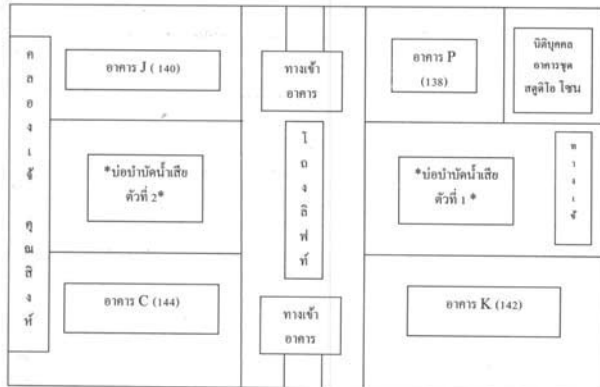 คลองเจ้ คุณสิงห์
อาคาร J ( 140)
ทางเข้า
อาคาร
อาคาร P
(138)
นิติบุคคล
อาคารชุด
สตูดิโอ โซน
*บ่อบำบัดน้ำเสีย
ตัวที่ 2*
โถงลิฟท์
*บ่อบำบัดน้ำเสีย
ตัวที่ 1 *
ทางเข้
อาคาร C (144)
ทางเข้า
อาคาร
อาคาร K (142)